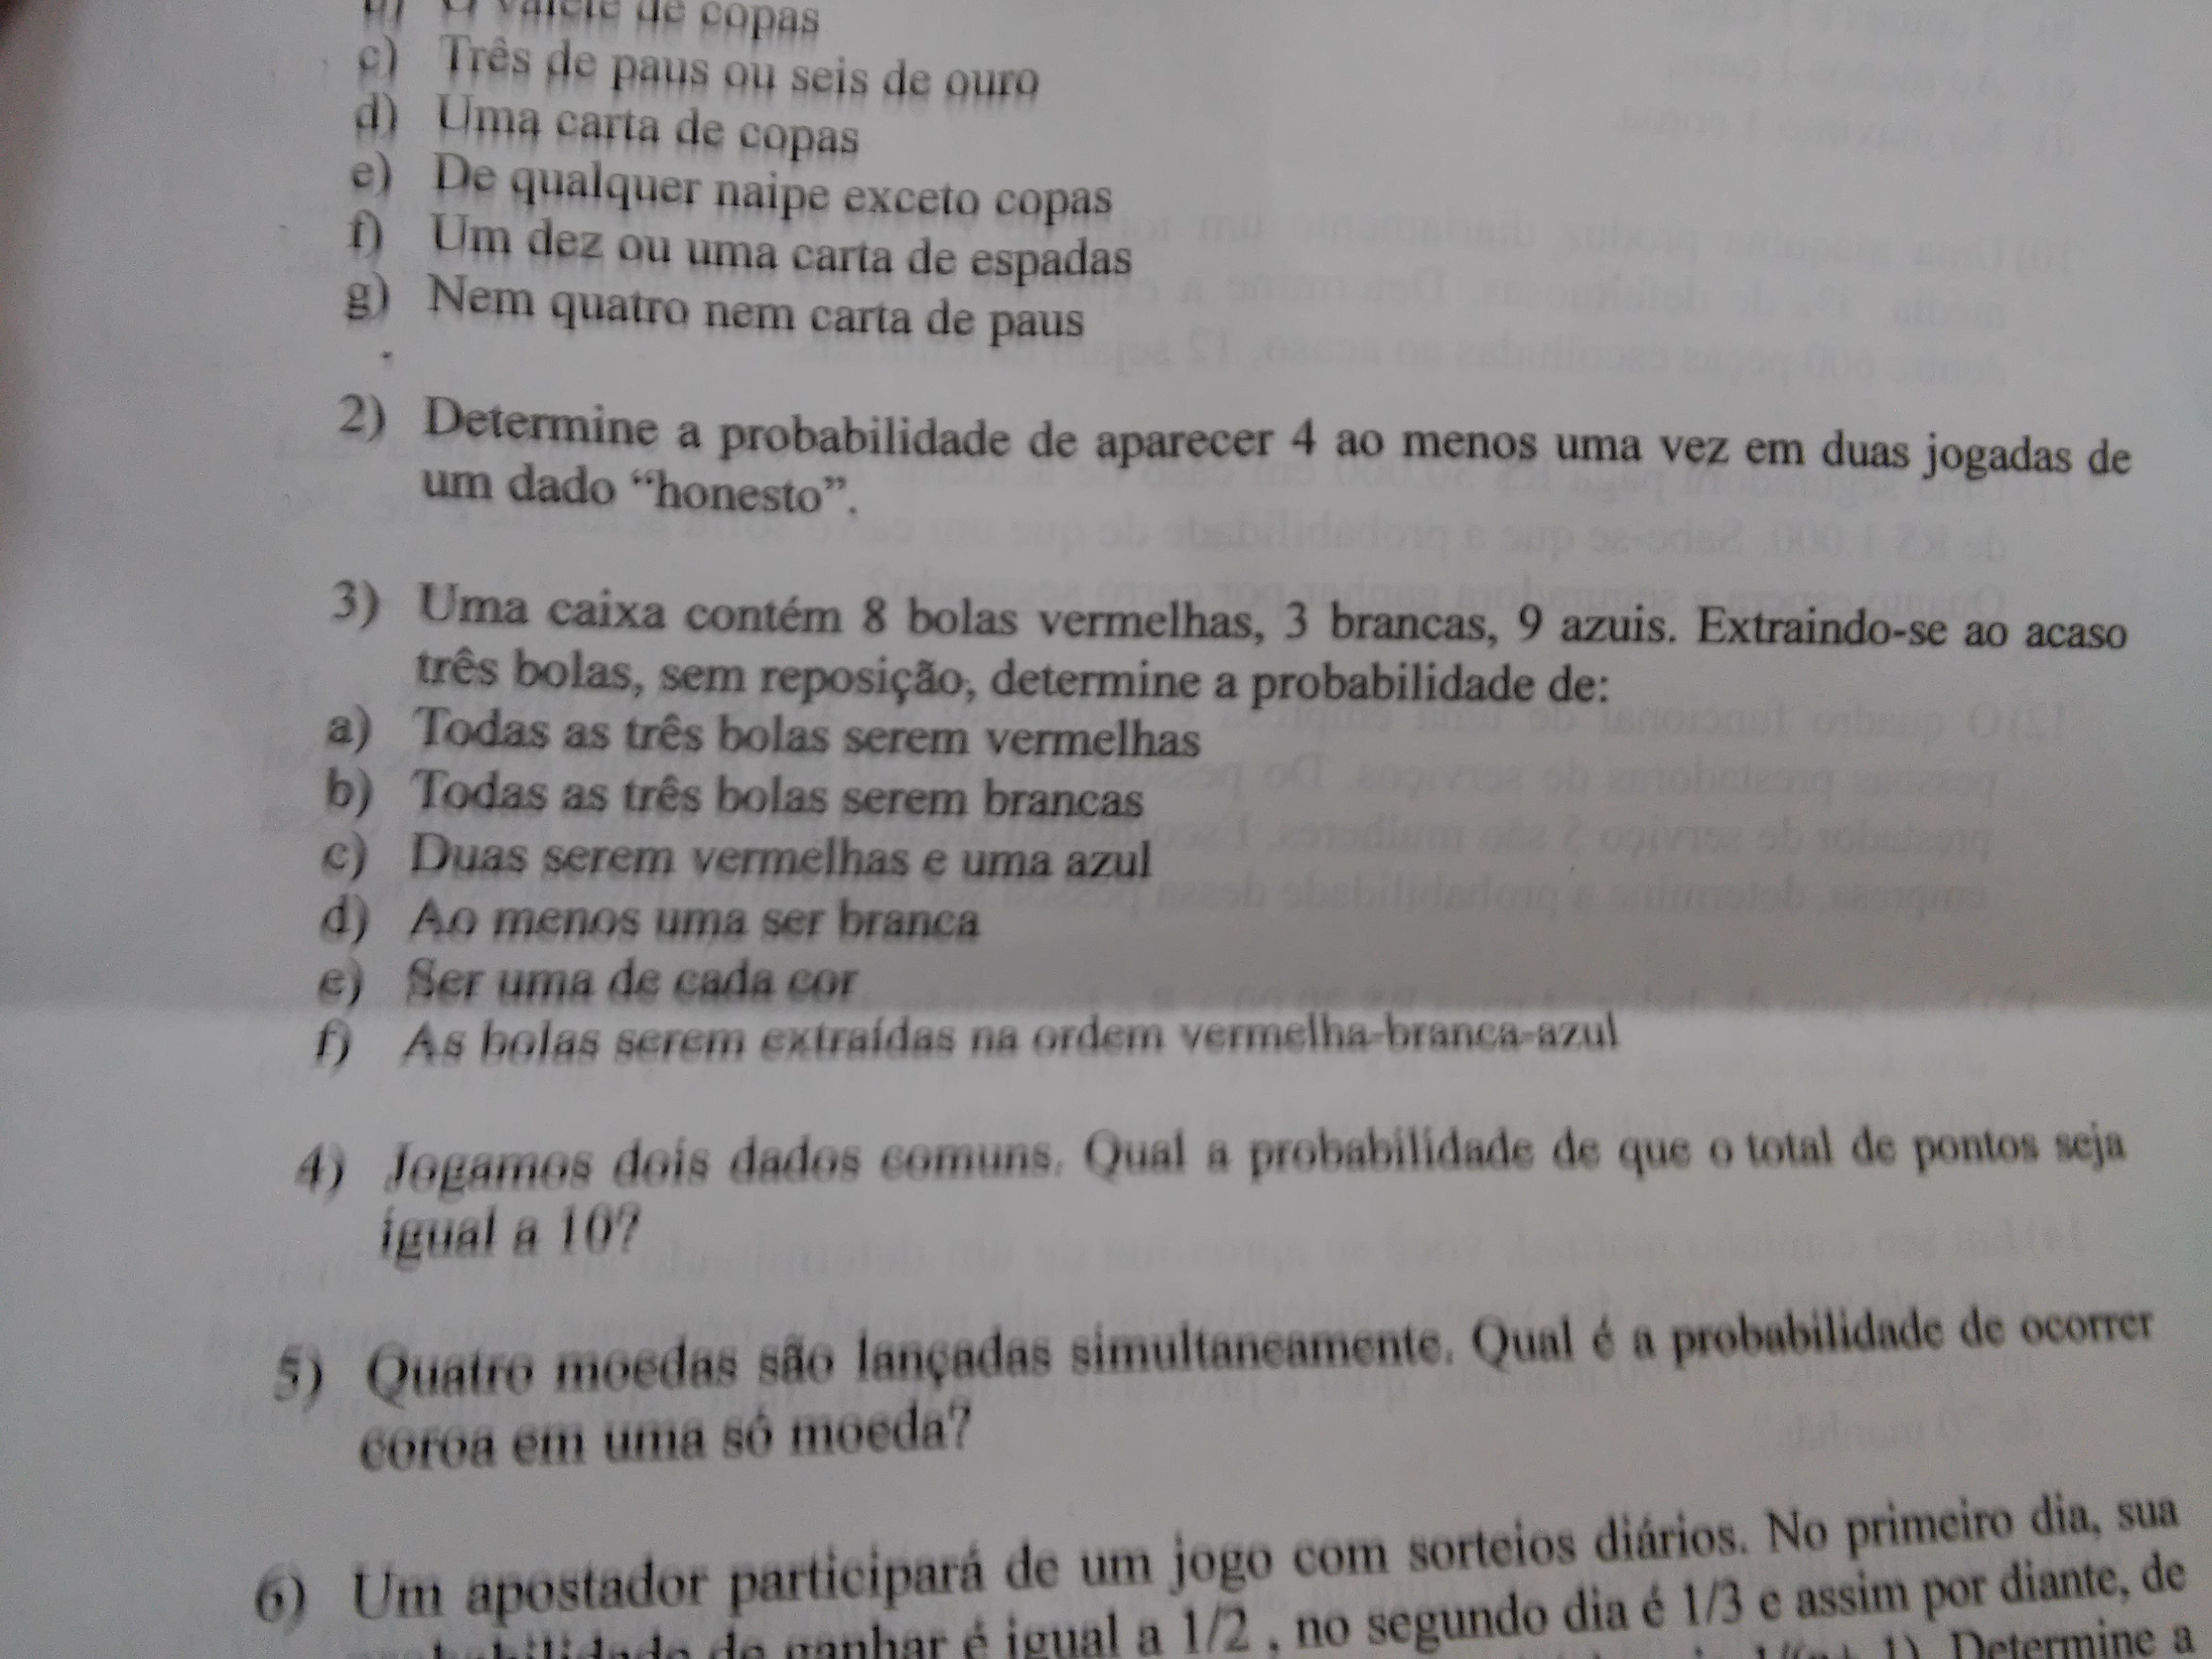 b) O valete de copas
c) Três de paus ou seis de ouro
d) Uma carta de copas
e) De qualquer naipe exceto copas
f) Um dez ou uma carta de espadas
g) Nem quatro nem carta de paus
2) Determine a probabilidade de aparecer 4 ao menos uma vez em duas jogadas de
um dado “honesto”.
3) Uma caixa contém 8 bolas vermelhas, 3 brancas, 9 azuis. Extraindo-se ao acaso
três bolas, sem reposição, determine a probabilidade de:
a) Todas as três bolas serem vermelhas
b) Todas as três bolas serem brancas
c) Duas serem vermelhas e uma azul
d) Ao menos uma ser branca
e) Ser uma de cada cor
f) As bolas serem extraídas na ordem vermelha-branca-azul
4) Jogamos dois dados comuns. Qual a probabilidade de que o total de pontos seja
igual a 10?
5) Quatro moedas são lançadas simultaneamente. Qual é a probabilidade de ocorrer
coroa em uma só moeda?
6) Um apostador participará de um jogo com sorteios diários. No primeiro dia, sua
probabilidade de ganhar é igual a 1/2 , no segundo dia é 1/3 e assim por diante, de
1/(n + 1). Determine a